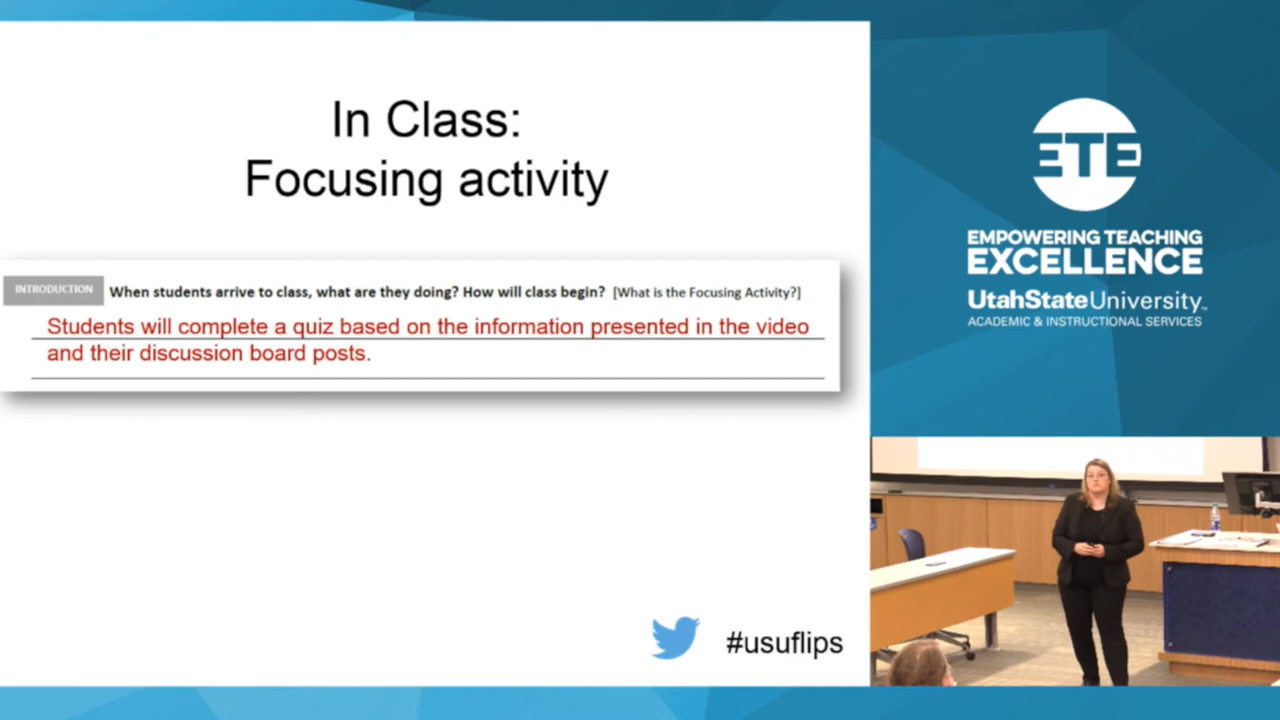 In Class:
Focusing activity
INTRODUCTION When students arrive to class, what are they doing? How will class begin? [What is the Focusing Activity?]
Students will complete a quiz based on the information presented in the video
and their discussion board posts.
#usuflips
ETE
EMPOWERING TEACHING
EXCELLENCE
UtahStateUniversity™
ACADEMIC & INSTRUCTIONAL SERVICES